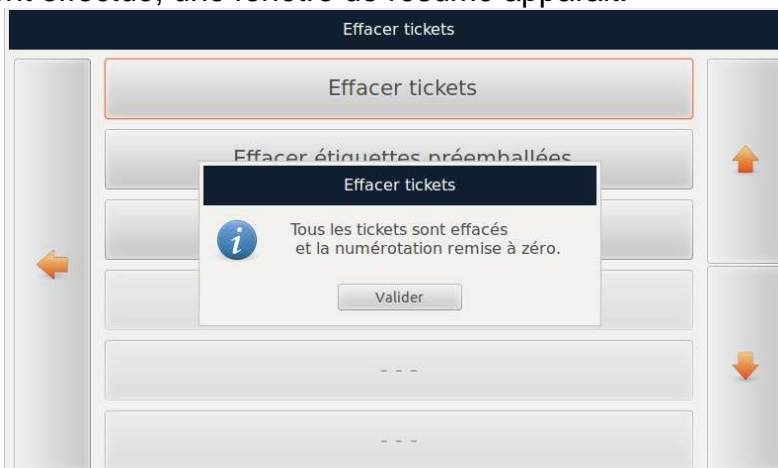 Effacer tickets
Effacer tickets
Effacer étiquettes préemballées
Effacer tickets
Tous les tickets sont effacés
et la numérotation remise à zéro.
Valider
- - -
- - -